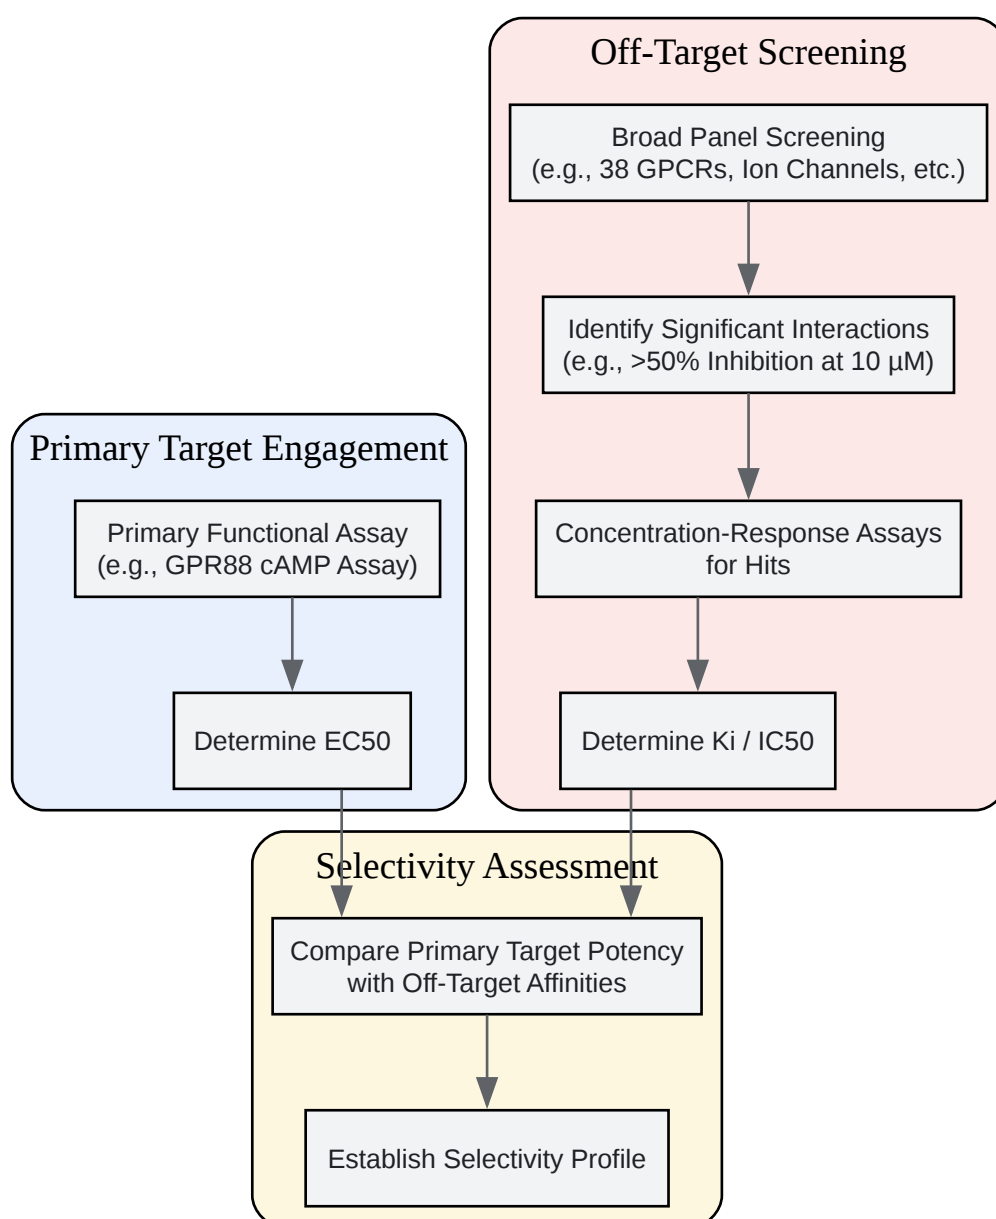 Off-Target Screening
Broad Panel Screening
(e.g., 38 GPCRs, Ion Channels, etc.)
Identify Significant Interactions
(e.g., >50% Inhibition at 10 µM)
Concentration-Response Assays
for Hits
Determine Ki / IC50
Primary Target Engagement
Primary Functional Assay
(e.g., GPR88 cAMP Assay)
Determine EC50
Selectivity Assessment
Compare Primary Target Potency
with Off-Target Affinities
Establish Selectivity Profile